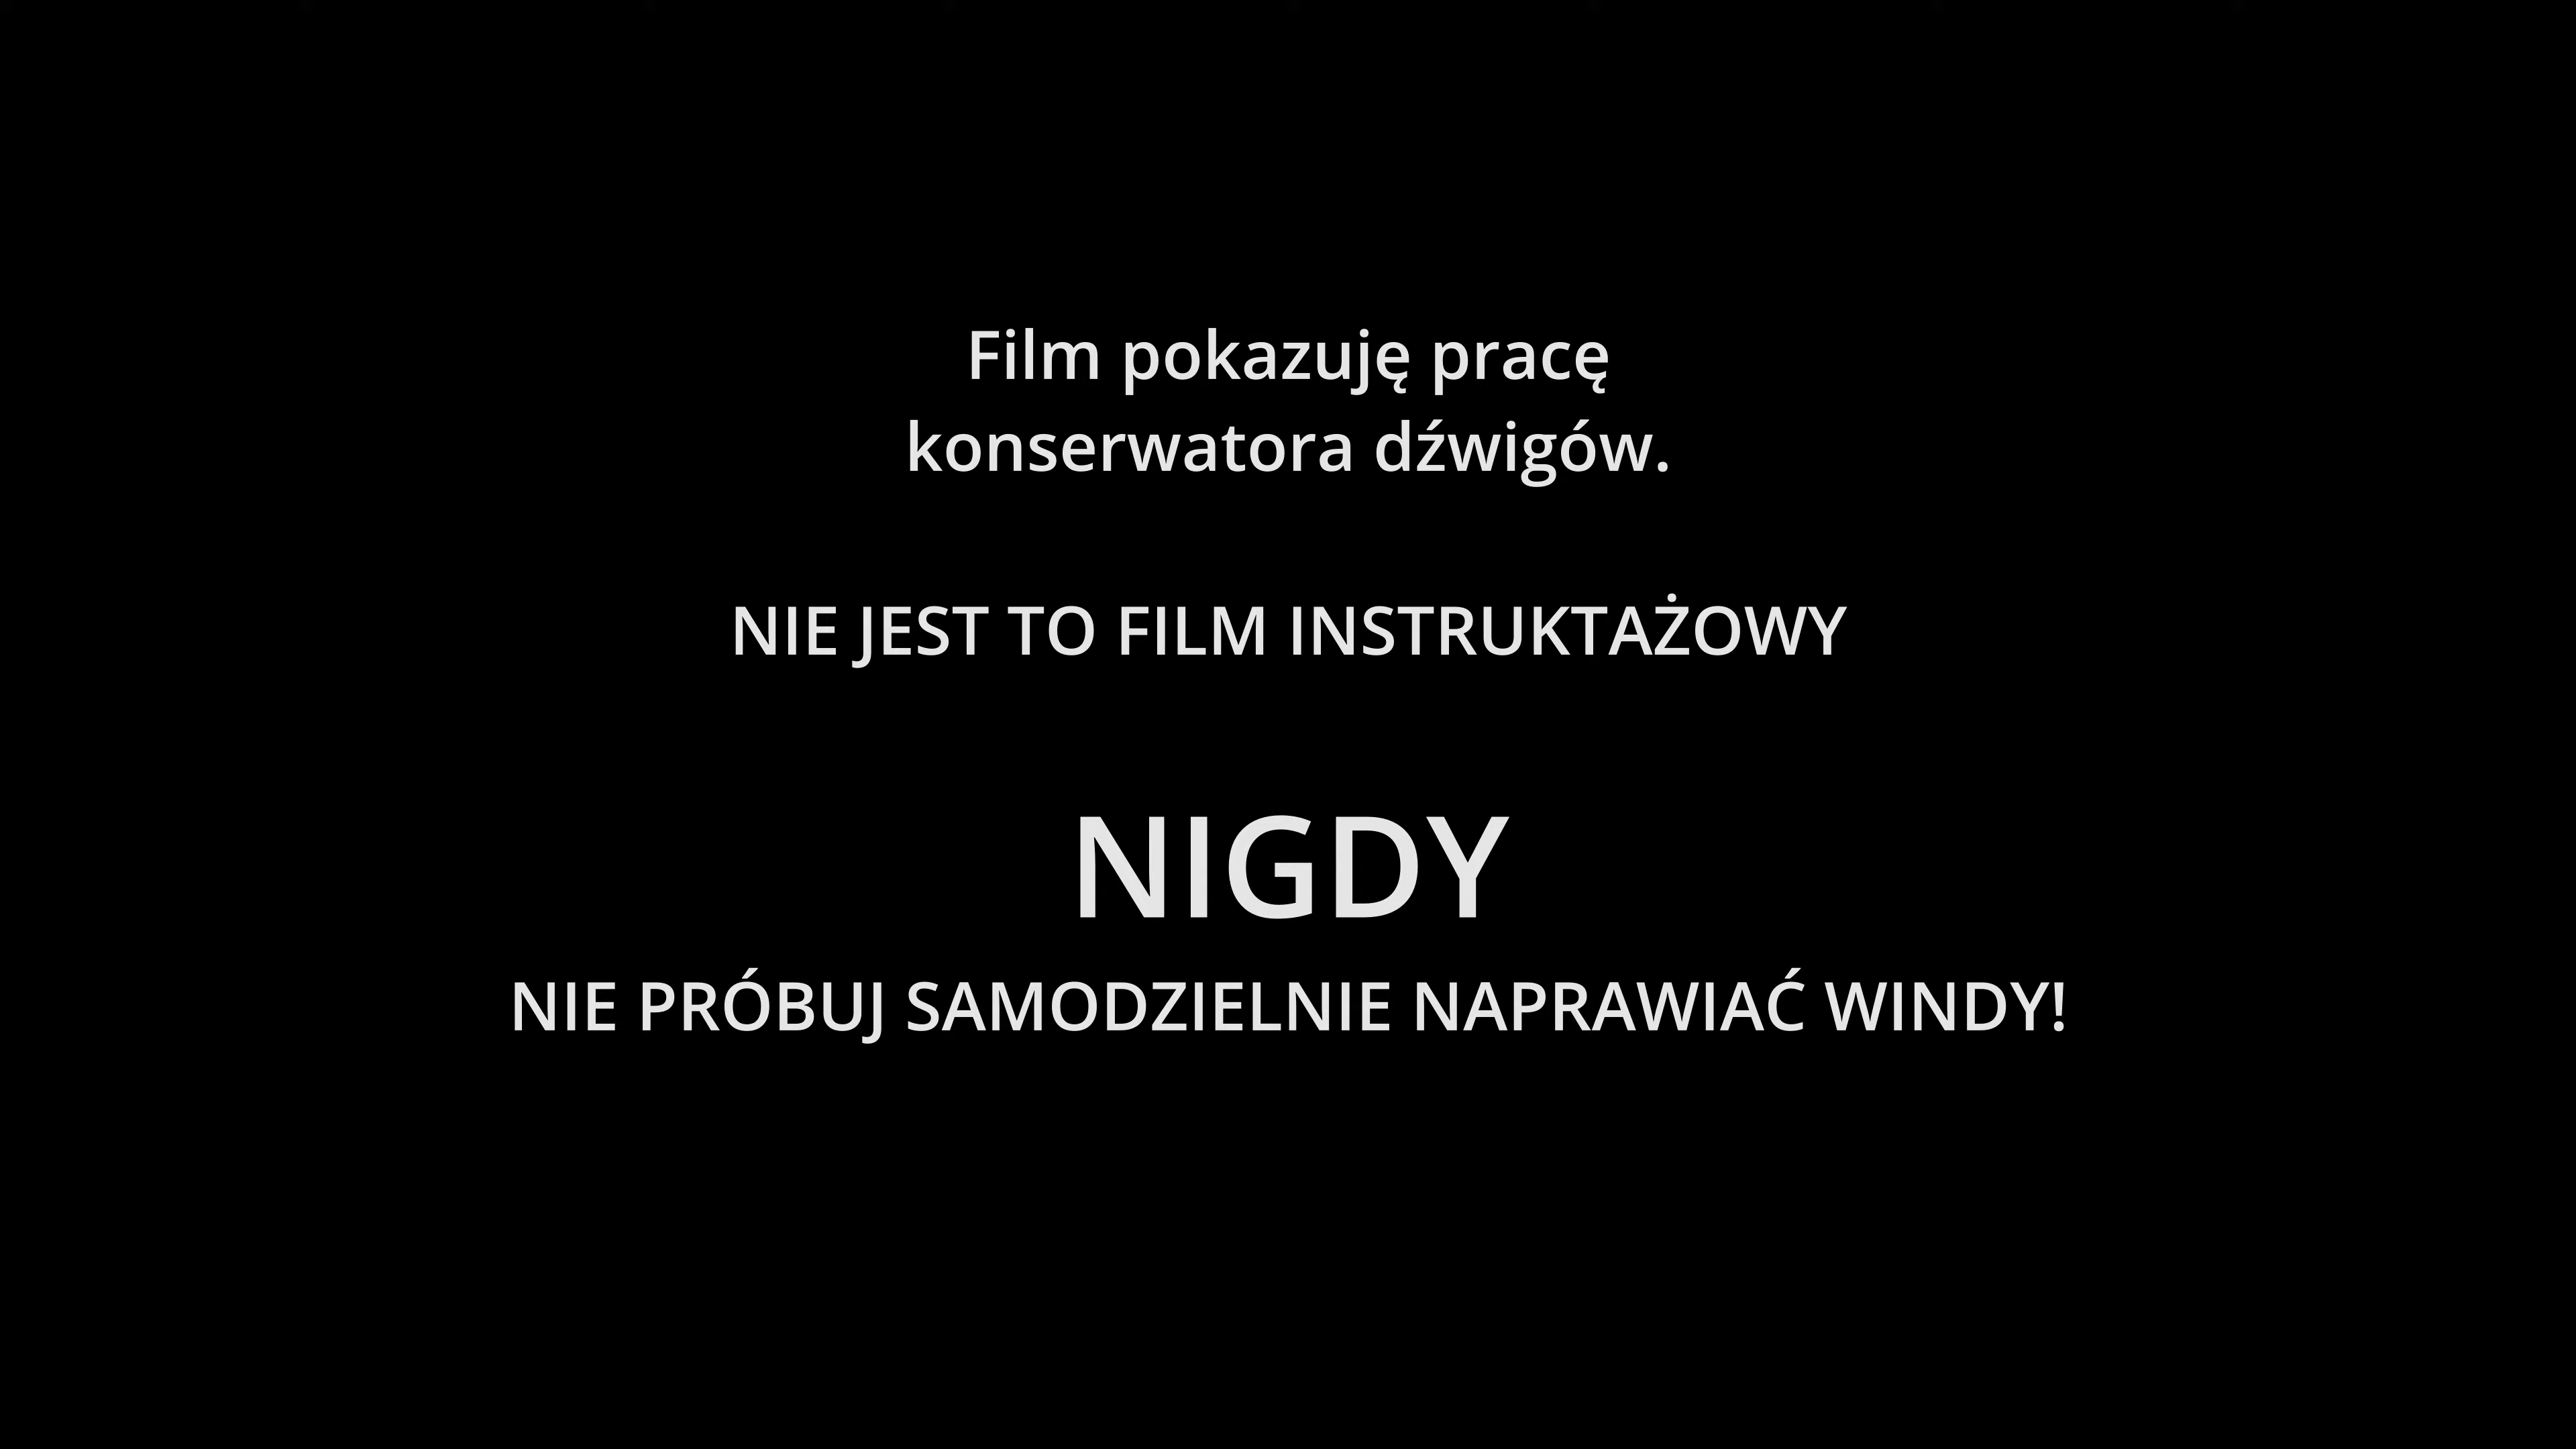 Film pokazuję pracę
konserwatora dźwigów.
NIE JEST TO FILM INSTRUKTAŻOWY
NIGDY
NIE PRÓBUJ SAMODZIELNIE NAPRAWIAĆ WINDY!